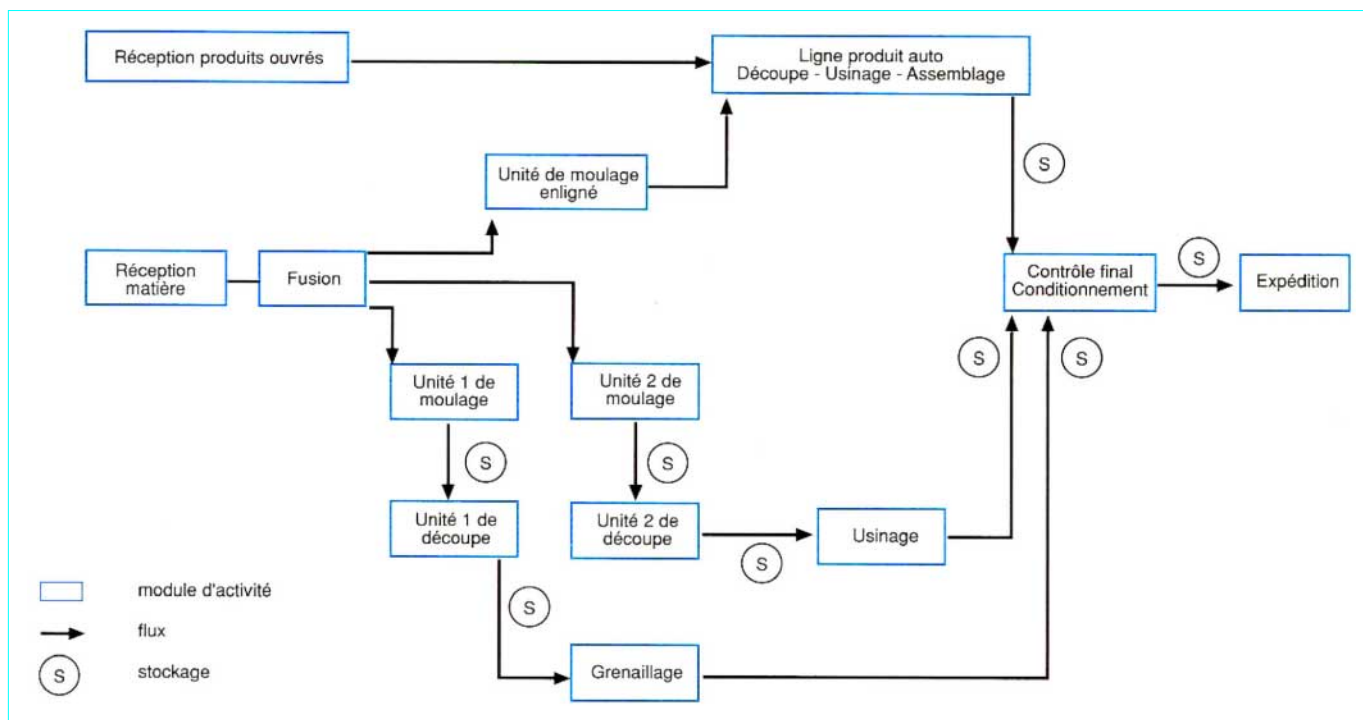 Réception produits ouvrés
Ligne produit auto
Découpe - Usinage - Assemblage
S
Unité de moulage
enligné
Réception
matière
Fusion
Contrôle final
Conditionnement
S
Expédition
S
S
Unité 1 de
moulage
Unité 2 de
moulage
S
S
Unité 1 de
découpe
Unité 2 de
découpe
S
Usinage
S
Grenaillage
module d'activité
flux
S
stockage